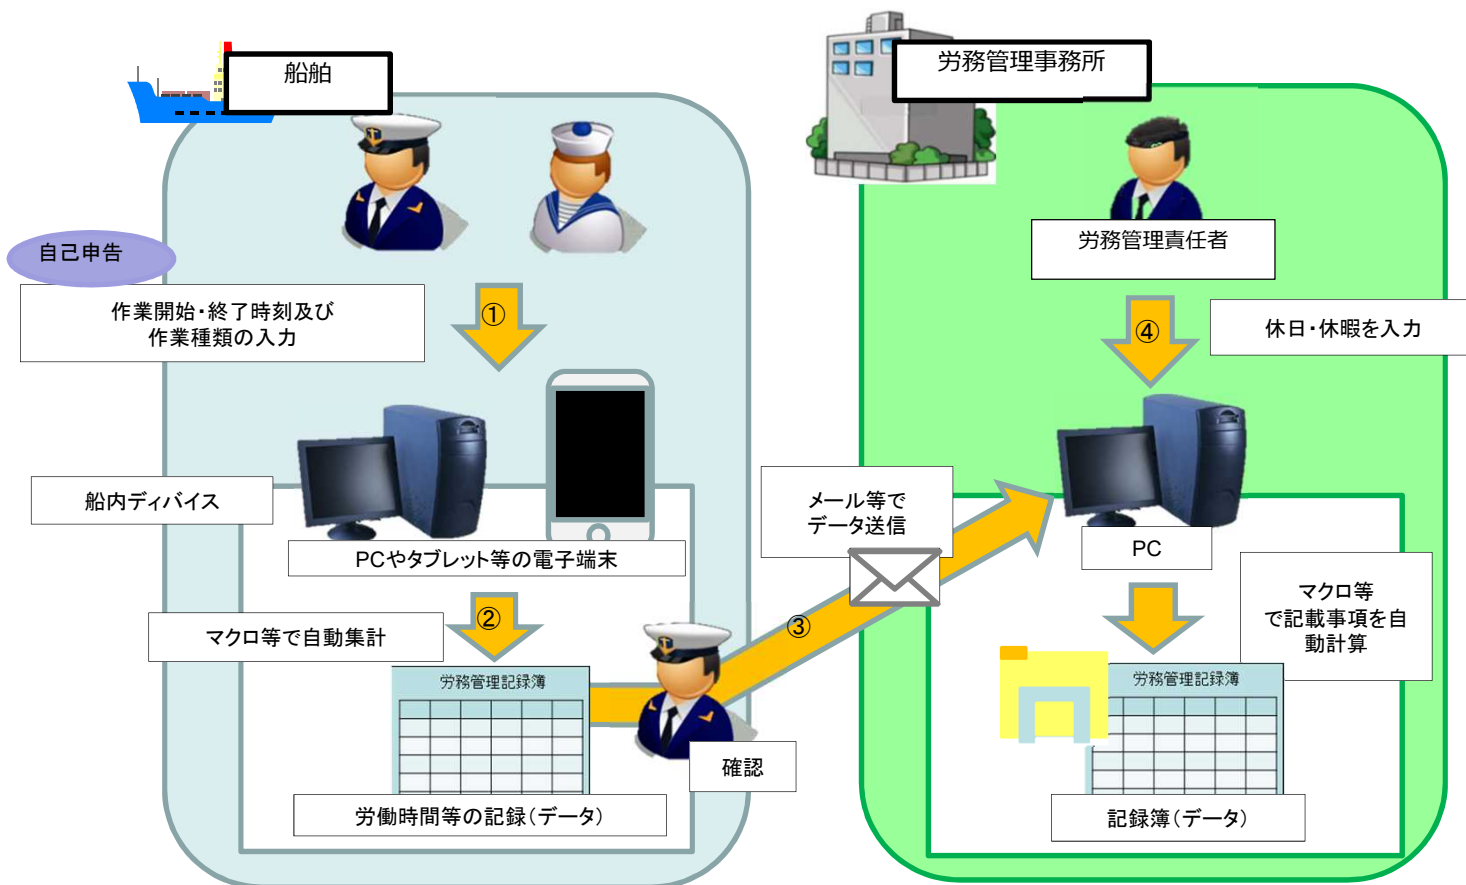 船舶
労務管理事務所
自己申告
作業開始・終了時刻及び
作業種類の入力
①
労務管理責任者
④
休日・休暇を入力
船内ディバイス
PCやタブレット等の電子端末
メール等で
データ送信
PC
マクロ等で自動集計
②
③
マクロ等
で記載事項を自
動計算
労務管理記録簿
確認
労働時間等の記録(データ)
労務管理記録簿
記録簿(データ)